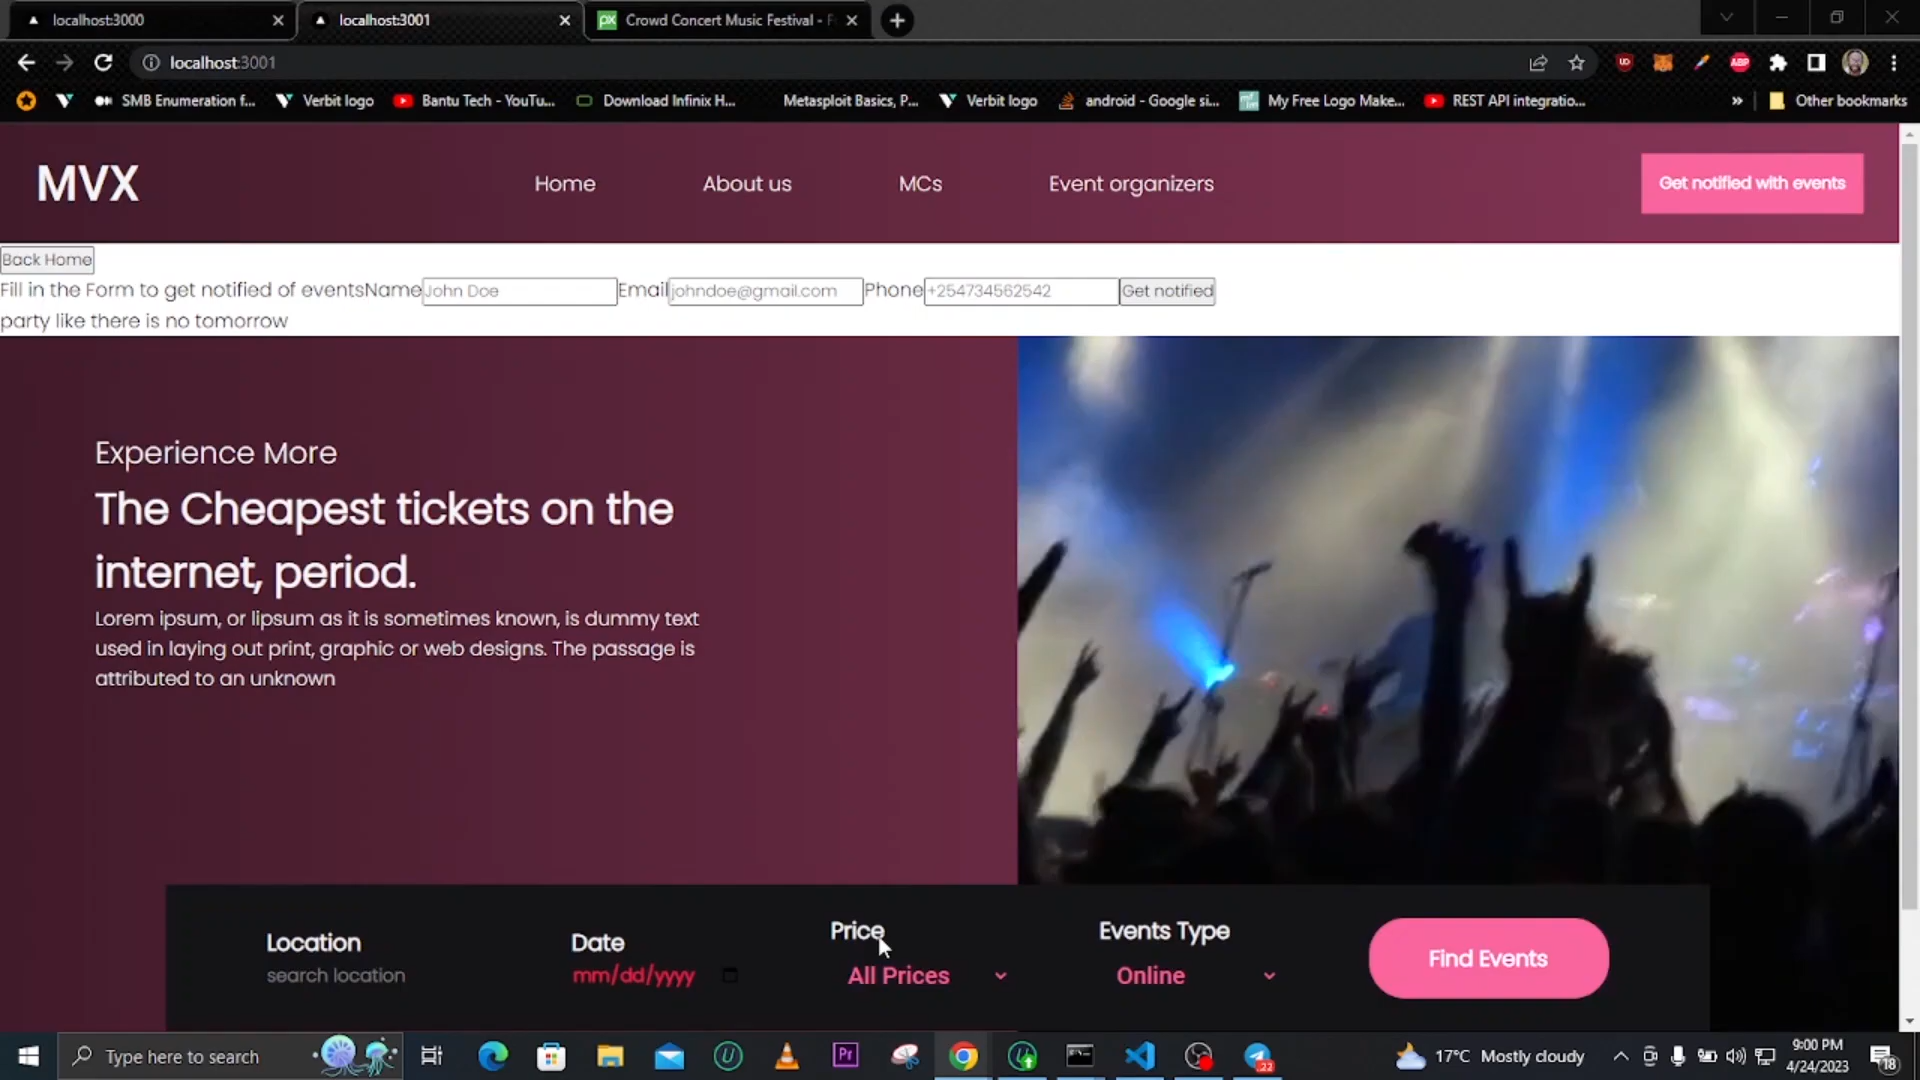 localhost:3000
localhost:3001
Crowd Concert Music Festival - F
localhost:3001
SMB Enumeration f...
Verbit logo
Bantu Tech - YouTu...
Download Infinix H...
Metasploit Basics, P...
Verbit logo
android - Google si...
My Free Logo Make...
REST API integratio...
Other bookmarks
MVX
Home
About us
MCs
Event organizers
Get notified with events
Back Home
Fill in the Form to get notified of eventsName John Doe Email johndoe@gmail.com Phone +254734562542 Get notified
party like there is no tomorrow
Experience More
The Cheapest tickets on the
internet, period.
Lorem ipsum, or lipsum as it is sometimes known, is dummy text
used in laying out print, graphic or web designs. The passage is
attributed to an unknown
Location
Date
Price
Events Type
search location
mm/dd/yyyy
All Prices
Online
Find Events
Type here to search
17°C Mostly cloudy
9:00 PM
4/24/2023